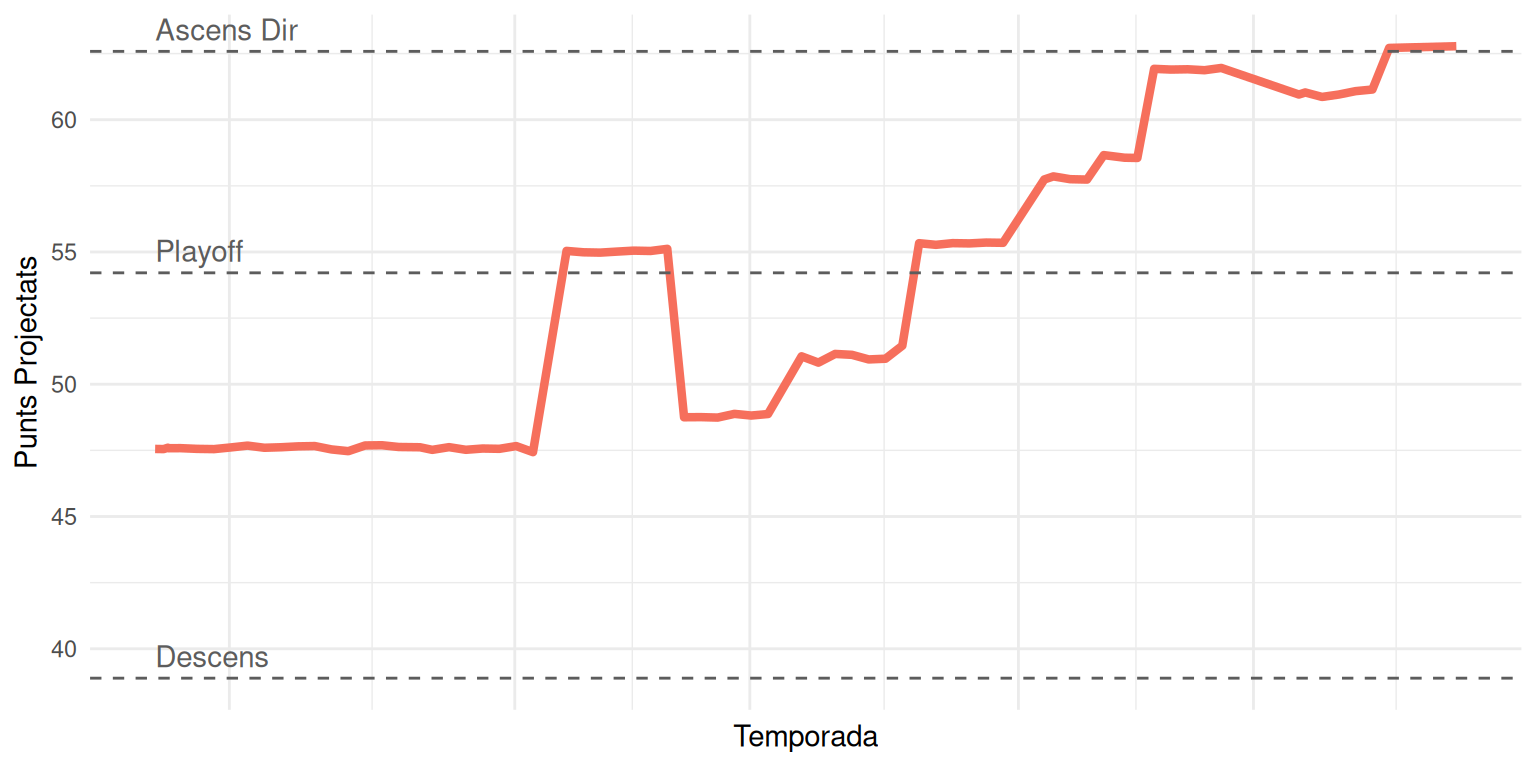 Ascens Dir
60
Playoff
55
50
45
Descens
40
Punts Projectats
Temporada